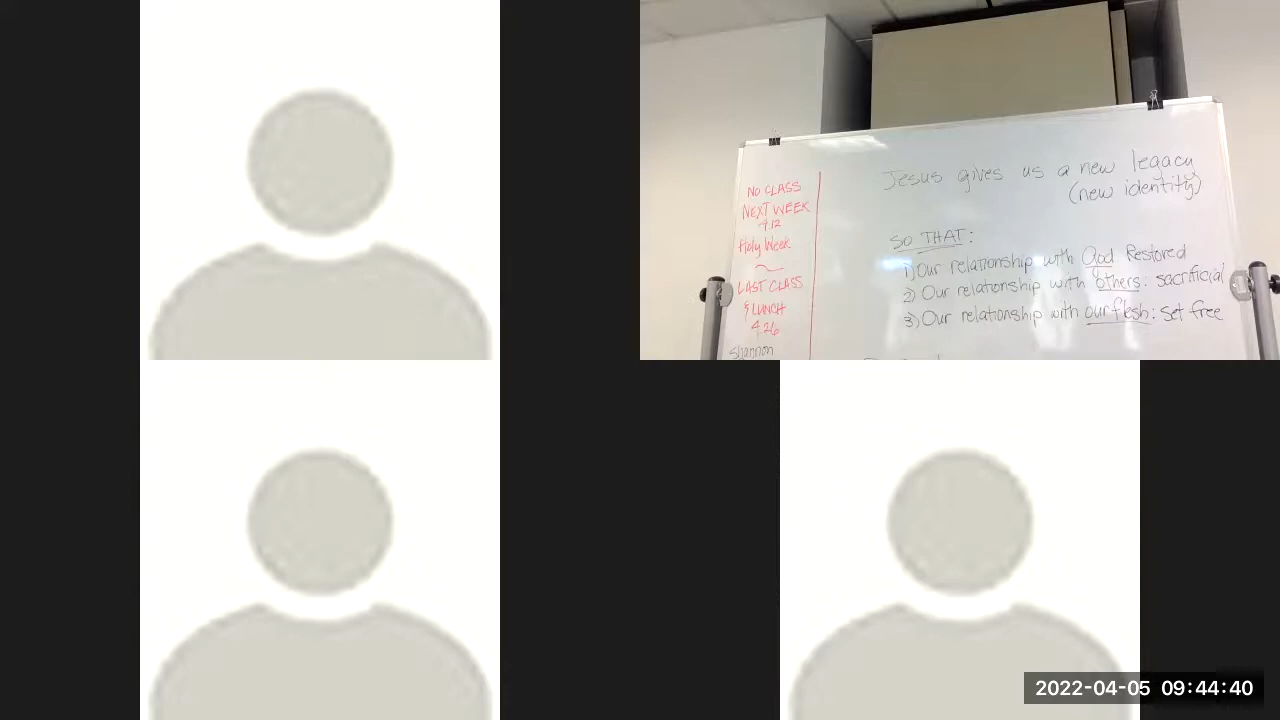 NO CLASS
NEXT WEEK
4/12
Holy Week
LAST CLASS
& LUNCH
4.26
Shannon
Jesus gives us a new legacy
(new identity)
SO THAT:
1) Our relationship with God Restored
2) Our relationship with others: sacrificial
3) Our relationship with our flesh: set free
2022-04-05 09:44:40